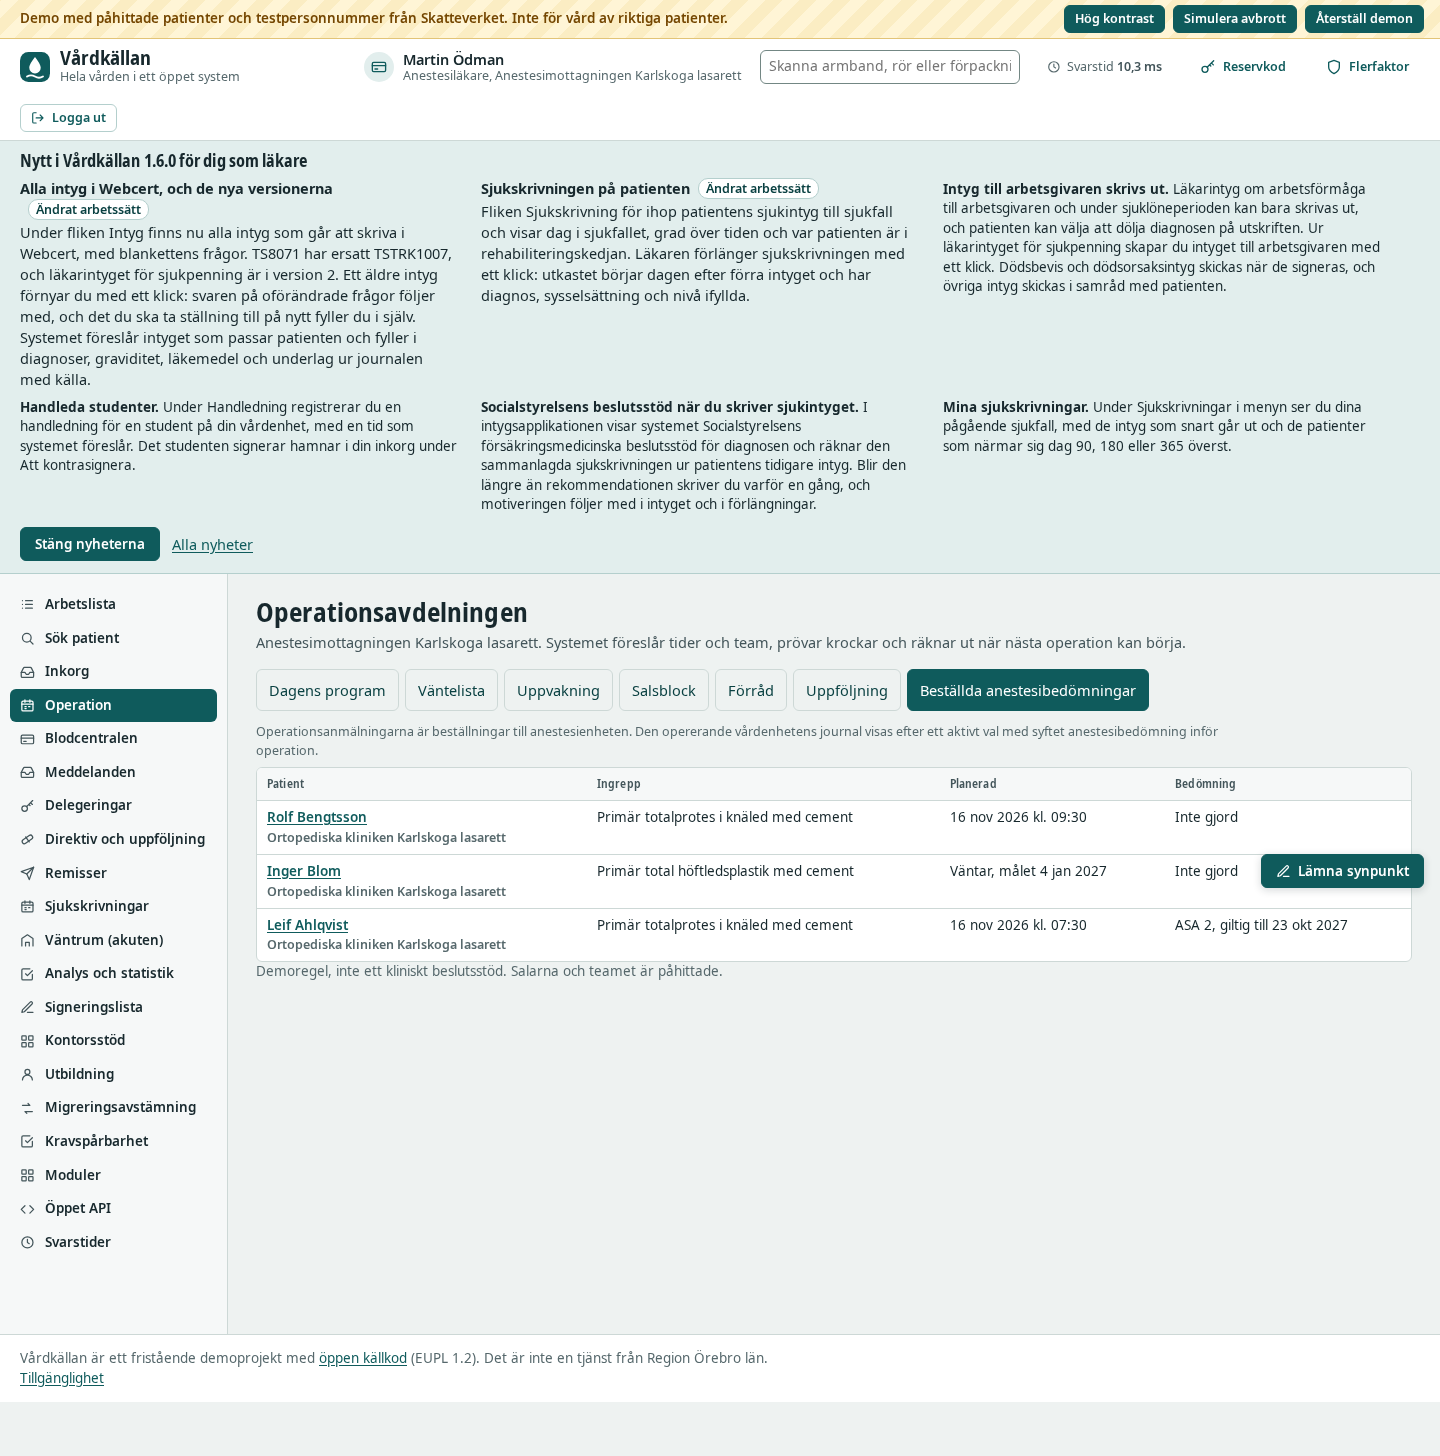 Demo med påhittade patienter och testpersonnummer från Skatteverket. Inte för vård av riktiga patienter.
Hög kontrast
Simulera avbrott
Återställ demon
Vårdkällan
Hela vården i ett öppet system
Martin Ödman
Anestesiläkare, Anestesimottagningen Karlskoga lasarett
Skanna armband, rör eller förpackni
Svarstid 10,3 ms
Reservkod
Flerfaktor
Logga ut
Nytt i Vårdkällan 1.6.0 för dig som läkare
Alla intyg i Webcert, och de nya versionerna
Ändrat arbetssätt
Under fliken Intyg finns nu alla intyg som går att skriva i
Webcert, med blankettens frågor. TS8071 har ersatt TSTRK1007,
och läkarintyget för sjukpenning är i version 2. Ett äldre intyg
förnyar du med ett klick: svaren på oförändrade frågor följer
med, och det du ska ta ställning till på nytt fyller du i själv.
Systemet föreslår intyget som passar patienten och fyller i
diagnoser, graviditet, läkemedel och underlag ur journalen
med källa.
Sjukskrivningen på patienten
Ändrat arbetssätt
Fliken Sjukskrivning för ihop patientens sjukintyg till sjukfall
och visar dag i sjukfallet, grad över tiden och var patienten är i
rehabiliteringskedjan. Läkaren förlänger sjukskrivningen med
ett klick: utkastet börjar dagen efter förra intyget och har
diagnos, sysselsättning och nivå ifyllda.
Intyg till arbetsgivaren skrivs ut. Läkarintyg om arbetsförmåga
till arbetsgivaren och under sjuklöneperioden kan bara skrivas ut,
och patienten kan välja att dölja diagnosen på utskriften. Ur
läkarintyget för sjukpenning skapar du intyget till arbetsgivaren med
ett klick. Dödsbevis och dödsorsaksintyg skickas när de signeras, och
övriga intyg skickas i samråd med patienten.
Handleda studenter. Under Handledning registrerar du en
handledning för en student på din vårdenhet, med en tid som
systemet föreslår. Det studenten signerar hamnar i din inkorg under
Att kontrasignera.
Socialstyrelsens beslutsstöd när du skriver sjukintyget. I
intygsapplikationen visar systemet Socialstyrelsens
försäkringsmedicinska beslutsstöd för diagnosen och räknar den
sammanlagda sjukskrivningen ur patientens tidigare intyg. Blir den
längre än rekommendationen skriver du varför en gång, och
motiveringen följer med i intyget och i förlängningar.
Mina sjukskrivningar. Under Sjukskrivningar i menyn ser du dina
pågående sjukfall, med de intyg som snart går ut och de patienter
som närmar sig dag 90, 180 eller 365 överst.
Stäng nyheterna
Alla nyheter
Arbetslista
Sök patient
Inkorg
Operation
Blodcentralen
Meddelanden
Delegeringar
Direktiv och uppföljning
Remisser
Sjukskrivningar
Väntrum (akuten)
Analys och statistik
Signeringslista
Kontorsstöd
Utbildning
Migreringsavstämning
Kravspårbarhet
Moduler
Öppet API
Svarstider
Operationsavdelningen
Anestesimottagningen Karlskoga lasarett. Systemet föreslår tider och team, prövar krockar och räknar ut när nästa operation kan börja.
Dagens program
Väntelista
Uppvakning
Salsblock
Förråd
Uppföljning
Beställda anestesibedömningar
Operationsanmälningarna är beställningar till anestesienheten. Den opererande vårdenhetens journal visas efter ett aktivt val med syftet anestesibedömning inför
operation.
Patient Ingrepp Planerad Bedömning
Rolf Bengtsson Primär totalprotes i knäled med cement 16 nov 2026 kl. 09:30 Inte gjord
Ortopediska kliniken Karlskoga lasarett
Inger Blom Primär total höftledsplastik med cement Väntar, målet 4 jan 2027 Inte gjord
Ortopediska kliniken Karlskoga lasarett
Lämna synpunkt
Leif Ahlqvist Primär totalprotes i knäled med cement 16 nov 2026 kl. 07:30 ASA 2, giltig till 23 okt 2027
Ortopediska kliniken Karlskoga lasarett
Demoregel, inte ett kliniskt beslutsstöd. Salarna och teamet är påhittade.
Vårdkällan är ett fristående demoprojekt med öppen källkod (EUPL 1.2). Det är inte en tjänst från Region Örebro län.
Tillgänglighet